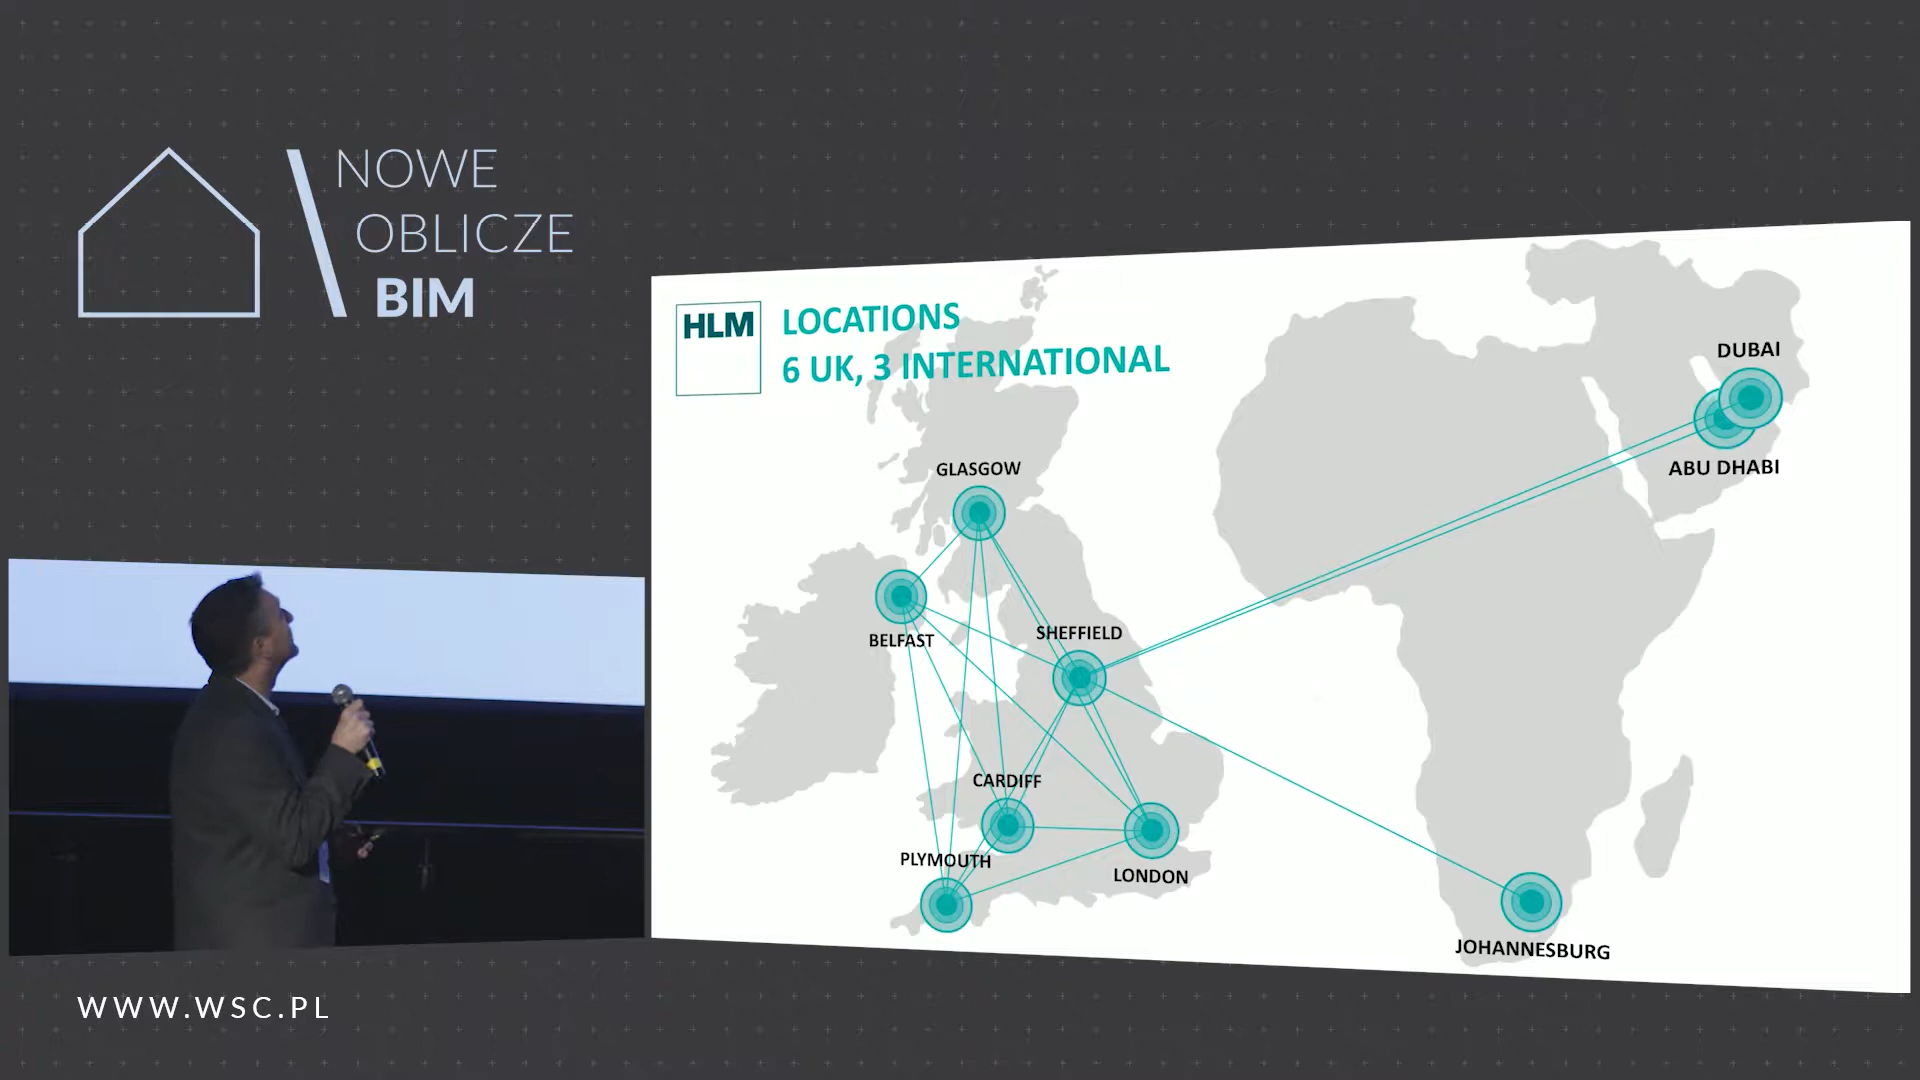 NOWE
OBLICZE
BIM
HLM
LOCATIONS
6 UK, 3 INTERNATIONAL
DUBAI
ABU DHABI
GLASGOW
BELFAST
SHEFFIELD
CARDIFF
PLYMOUTH
LONDON
JOHANNESBURG
WWW.WSC.PL